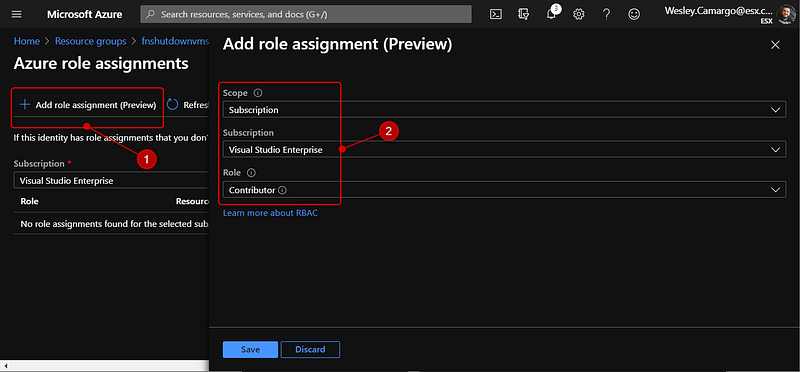 Microsoft Azure
Search resources, services, and docs (G+/)
3
Wesley.Camargo@esx.c...
ESX
Home > Resource groups > fnshutdownvms
Azure role assignments
+ Add role assignment (Preview)
Refres
If this identity has role assignments that you don'
1
Subscription *
Visual Studio Enterprise
Role
Resourc
No role assignments found for the selected sub
Add role assignment (Preview)
Scope
Subscription
Subscription
2
Visual Studio Enterprise
Role
Contributor
Learn more about RBAC
Save
Discard